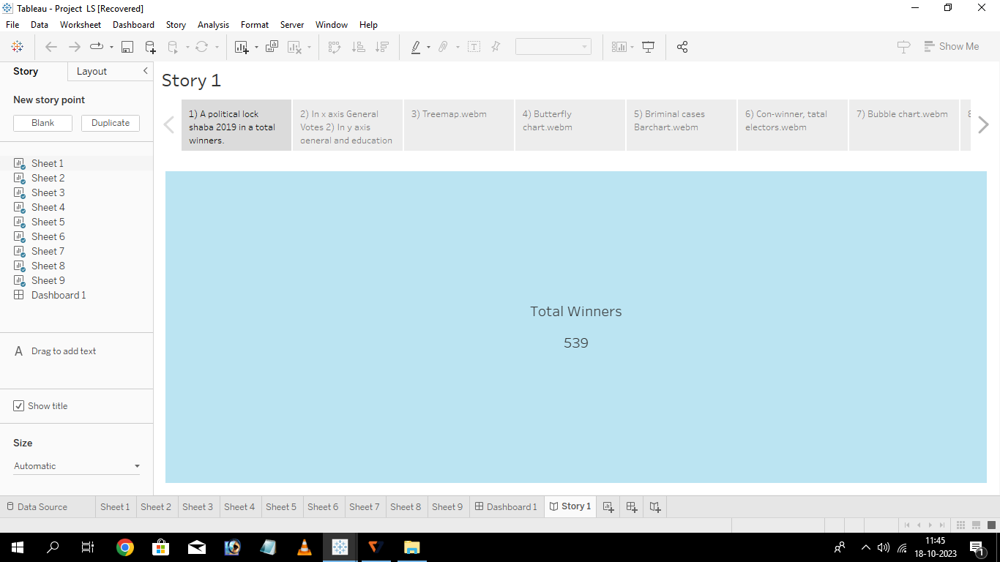 Tableau - Project LS [Recovered]
File Data Worksheet Dashboard Story Analysis Format Server Window Help
Show Me
Story Layout
New story point
Blank Duplicate
Sheet 1
Sheet 2
Sheet 3
Sheet 4
Sheet 5
Sheet 6
Sheet 7
Sheet 8
Sheet 9
Dashboard 1
A Drag to add text
Show title
Size
Automatic
Story 1
1) A political lock
shaba 2019 in a total
winners.
2) In x axis General
Votes 2) In y axis
general and education
3) Treemap.webm
4) Butterfly
chart.webm
5) Briminal cases
Barchart.webm
6) Con-winner, tatal
electors.webm
7) Bubble chart.webm
Total Winners
539
Data Source Sheet 1 Sheet 2 Sheet 3 Sheet 4 Sheet 5 Sheet 6 Sheet 7 Sheet 8 Sheet 9 Dashboard 1 Story 1
11:45
18-10-2023
1